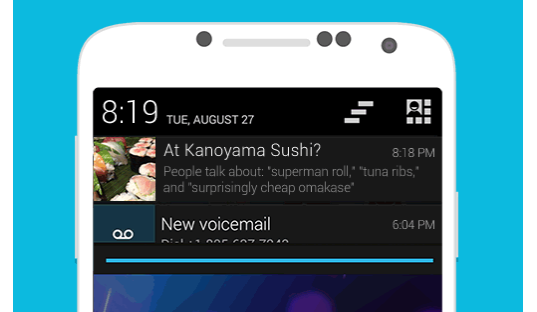 8:19 TUE, AUGUST 27
At Kanoyama Sushi? 8:18 PM
People talk about: "superman roll," "tuna ribs,"
and "surprisingly cheap omakase"
New voicemail 6:04 PM